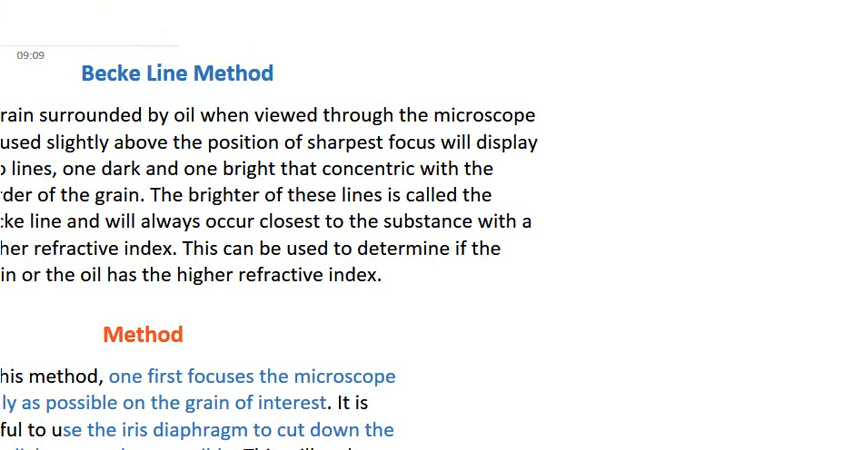 09:09
Becke Line Method
rain surrounded by oil when viewed through the microscope
used slightly above the position of sharpest focus will display
lines, one dark and one bright that concentric with the
der of the grain. The brighter of these lines is called the
cke line and will always occur closest to the substance with a
her refractive index. This can be used to determine if the
in or the oil has the higher refractive index.
Method
his method, one first focuses the microscope
ly as possible on the grain of interest. It is
ful to use the iris diaphragm to cut down the